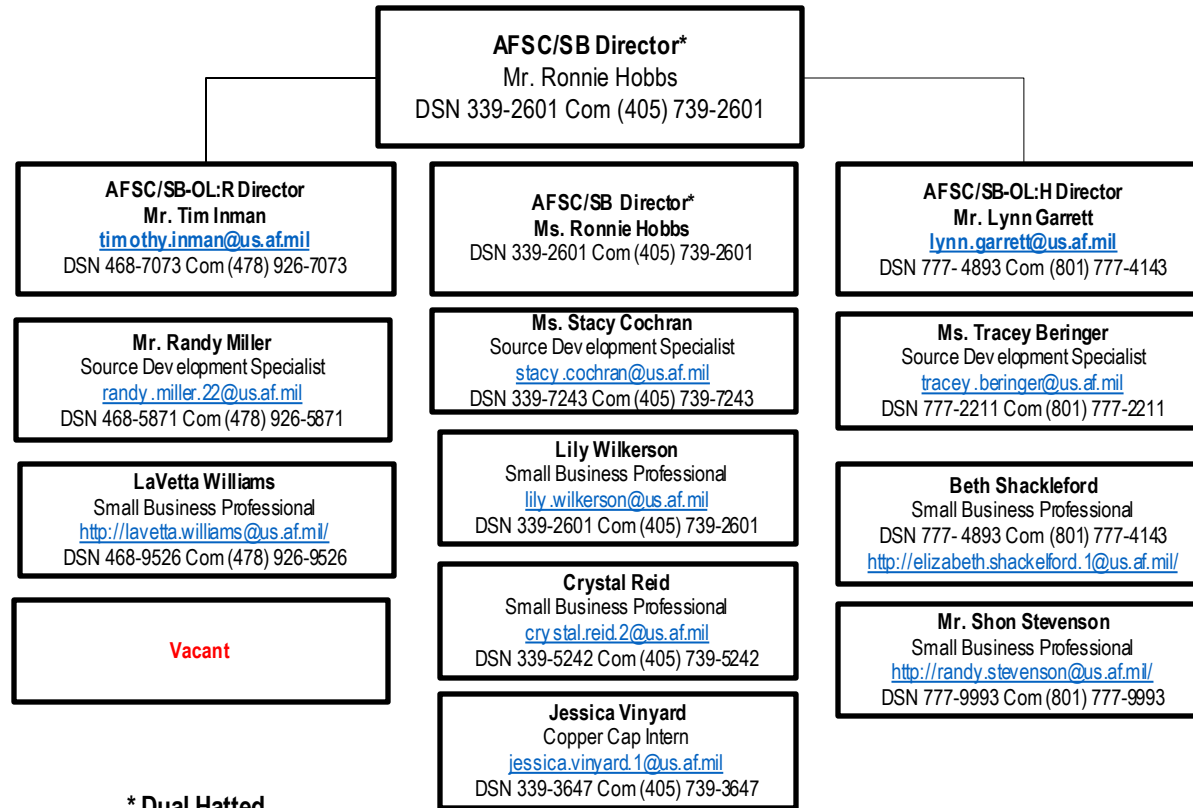 AFSC/SB Director*
Mr. Ronnie Hobbs
DSN 339-2601 Com (405) 739-2601
AFSC/SB-OL:R Director
Mr. Tim Inman
timothy.inman@us.af.mil
DSN 468-7073 Com (478) 926-7073
Mr. Randy Miller
Source Development Specialist
randy.miller.22@us.af.mil
DSN 468-5871 Com (478) 926-5871
LaVetta Williams
Small Business Professional
http://lavetta.williams@us.af.mil/
DSN 468-9526 Com (478) 926-9526
Vacant
AFSC/SB Director*
Ms. Ronnie Hobbs
DSN 339-2601 Com (405) 739-2601
Ms. Stacy Cochran
Source Development Specialist
stacy.cochran@us.af.mil
DSN 339-7243 Com (405) 739-7243
Lily Wilkerson
Small Business Professional
lily.wilkerson@us.af.mil
DSN 339-2601 Com (405) 739-2601
Crystal Reid
Small Business Professional
crystal.reid.2@us.af.mil
DSN 339-5242 Com (405) 739-5242
Jessica Vinyard
Copper Cap Intern
jessica.vinyard.1@us.af.mil
DSN 339-3647 Com (405) 739-3647
AFSC/SB-OL:H Director
Mr. Lynn Garrett
lynn.garrett@us.af.mil
DSN 777- 4893 Com (801) 777-4143
Ms. Tracey Beringer
Source Development Specialist
tracey.beringer@us.af.mil
DSN 777-2211 Com (801) 777-2211
Beth Shackleford
Small Business Professional
DSN 777- 4893 Com (801) 777-4143
http://elizabeth.shackelford.1@us.af.mil/
Mr. Shon Stevenson
Small Business Professional
http://randy.stevenson@us.af.mil/
DSN 777-9993 Com (801) 777-9993
* Dual Hatted